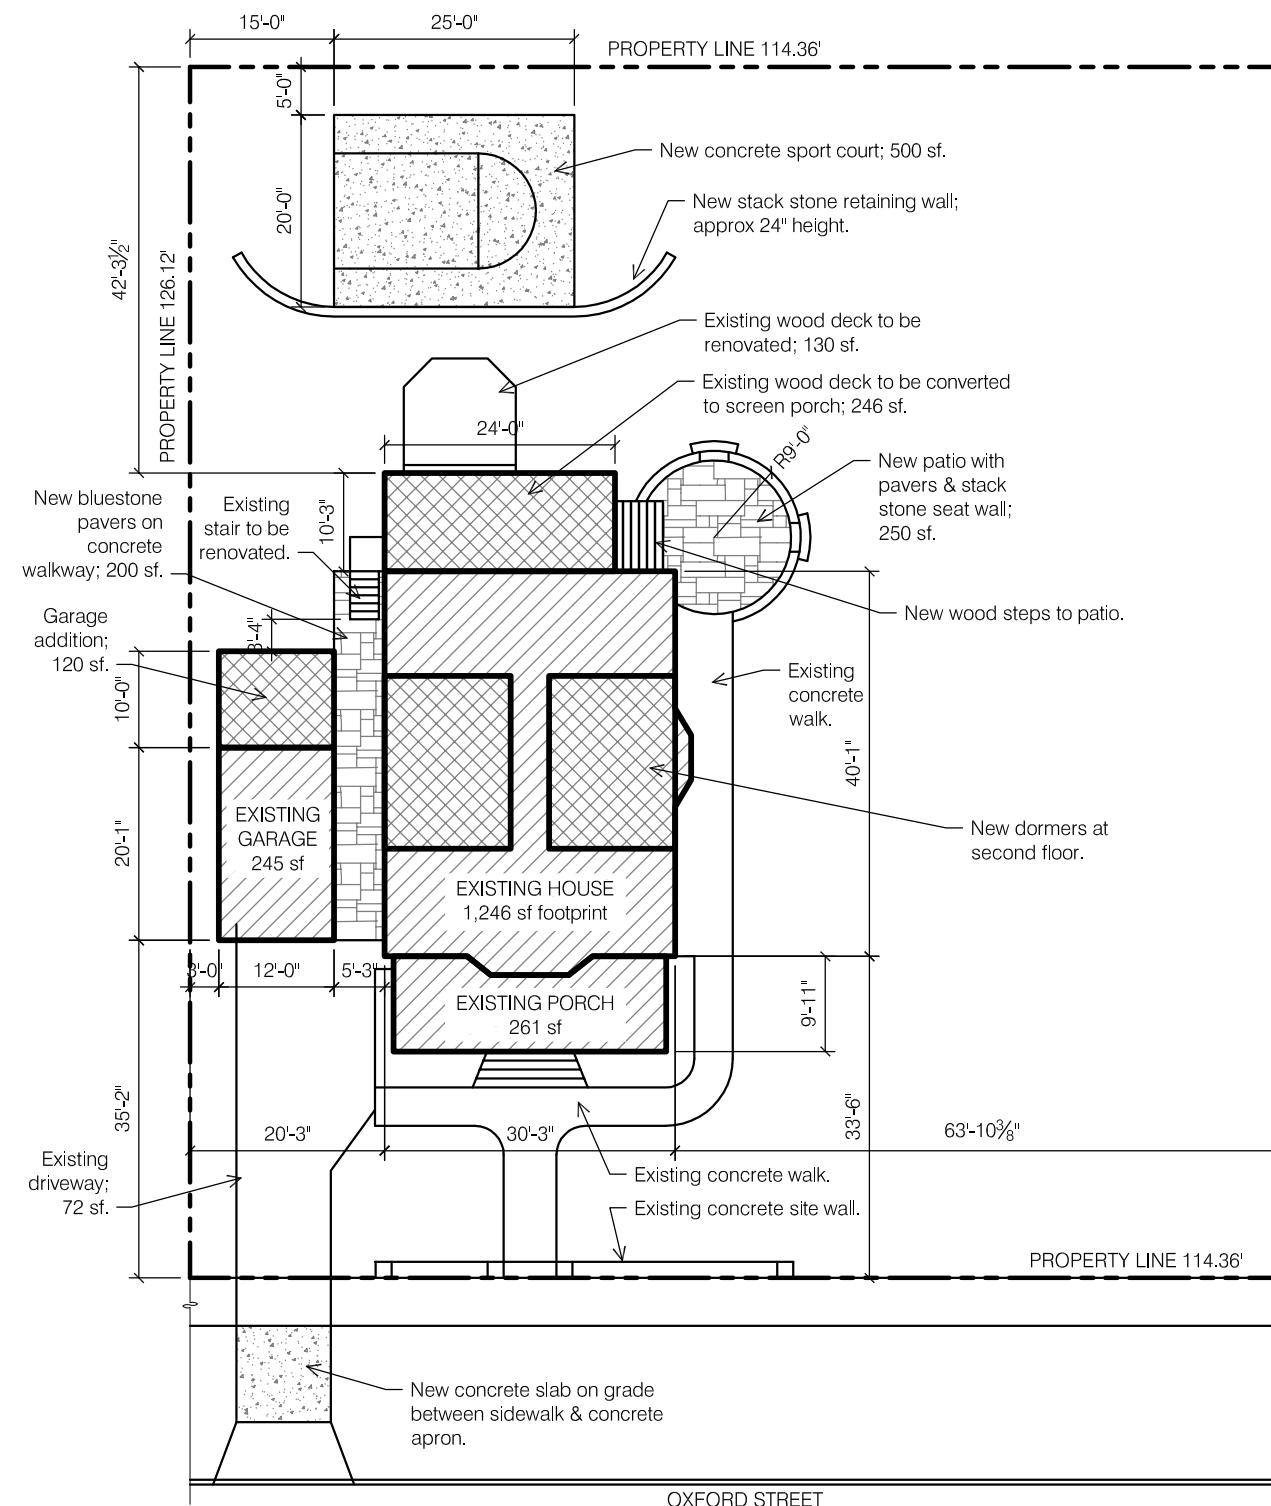 15'-0"
25'-0"
PROPERTY LINE 114.36'
5'-0"
20'-0"
42'-3½"
PROPERTY LINE 126.12'
New concrete sport court; 500 sf.
New stack stone retaining wall;
approx 24" height.
Existing wood deck to be
renovated; 130 sf.
Existing wood deck to be converted
to screen porch; 246 sf.
24'-0"
R9'-0"
New patio with
pavers & stack
stone seat wall;
250 sf.
New bluestone
pavers on
concrete
walkway; 200 sf.
Existing
stair to be
renovated.
10'-3"
New wood steps to patio.
Garage
addition;
120 sf.
10'-0"
Existing
concrete
walk.
40'-1"
20'-1"
EXISTING
GARAGE
245 sf
New dormers at
second floor.
EXISTING HOUSE
1,246 sf footprint
3'-0"
12'-0"
5'-3"
EXISTING PORCH
261 sf
9'-11"
35'-2"
33'-6"
20'-3"
30'-3"
63'-10⅜"
Existing
driveway;
72 sf.
Existing concrete walk.
Existing concrete site wall.
PROPERTY LINE 114.36'
New concrete slab on grade
between sidewalk & concrete
apron.
OXFORD STREET